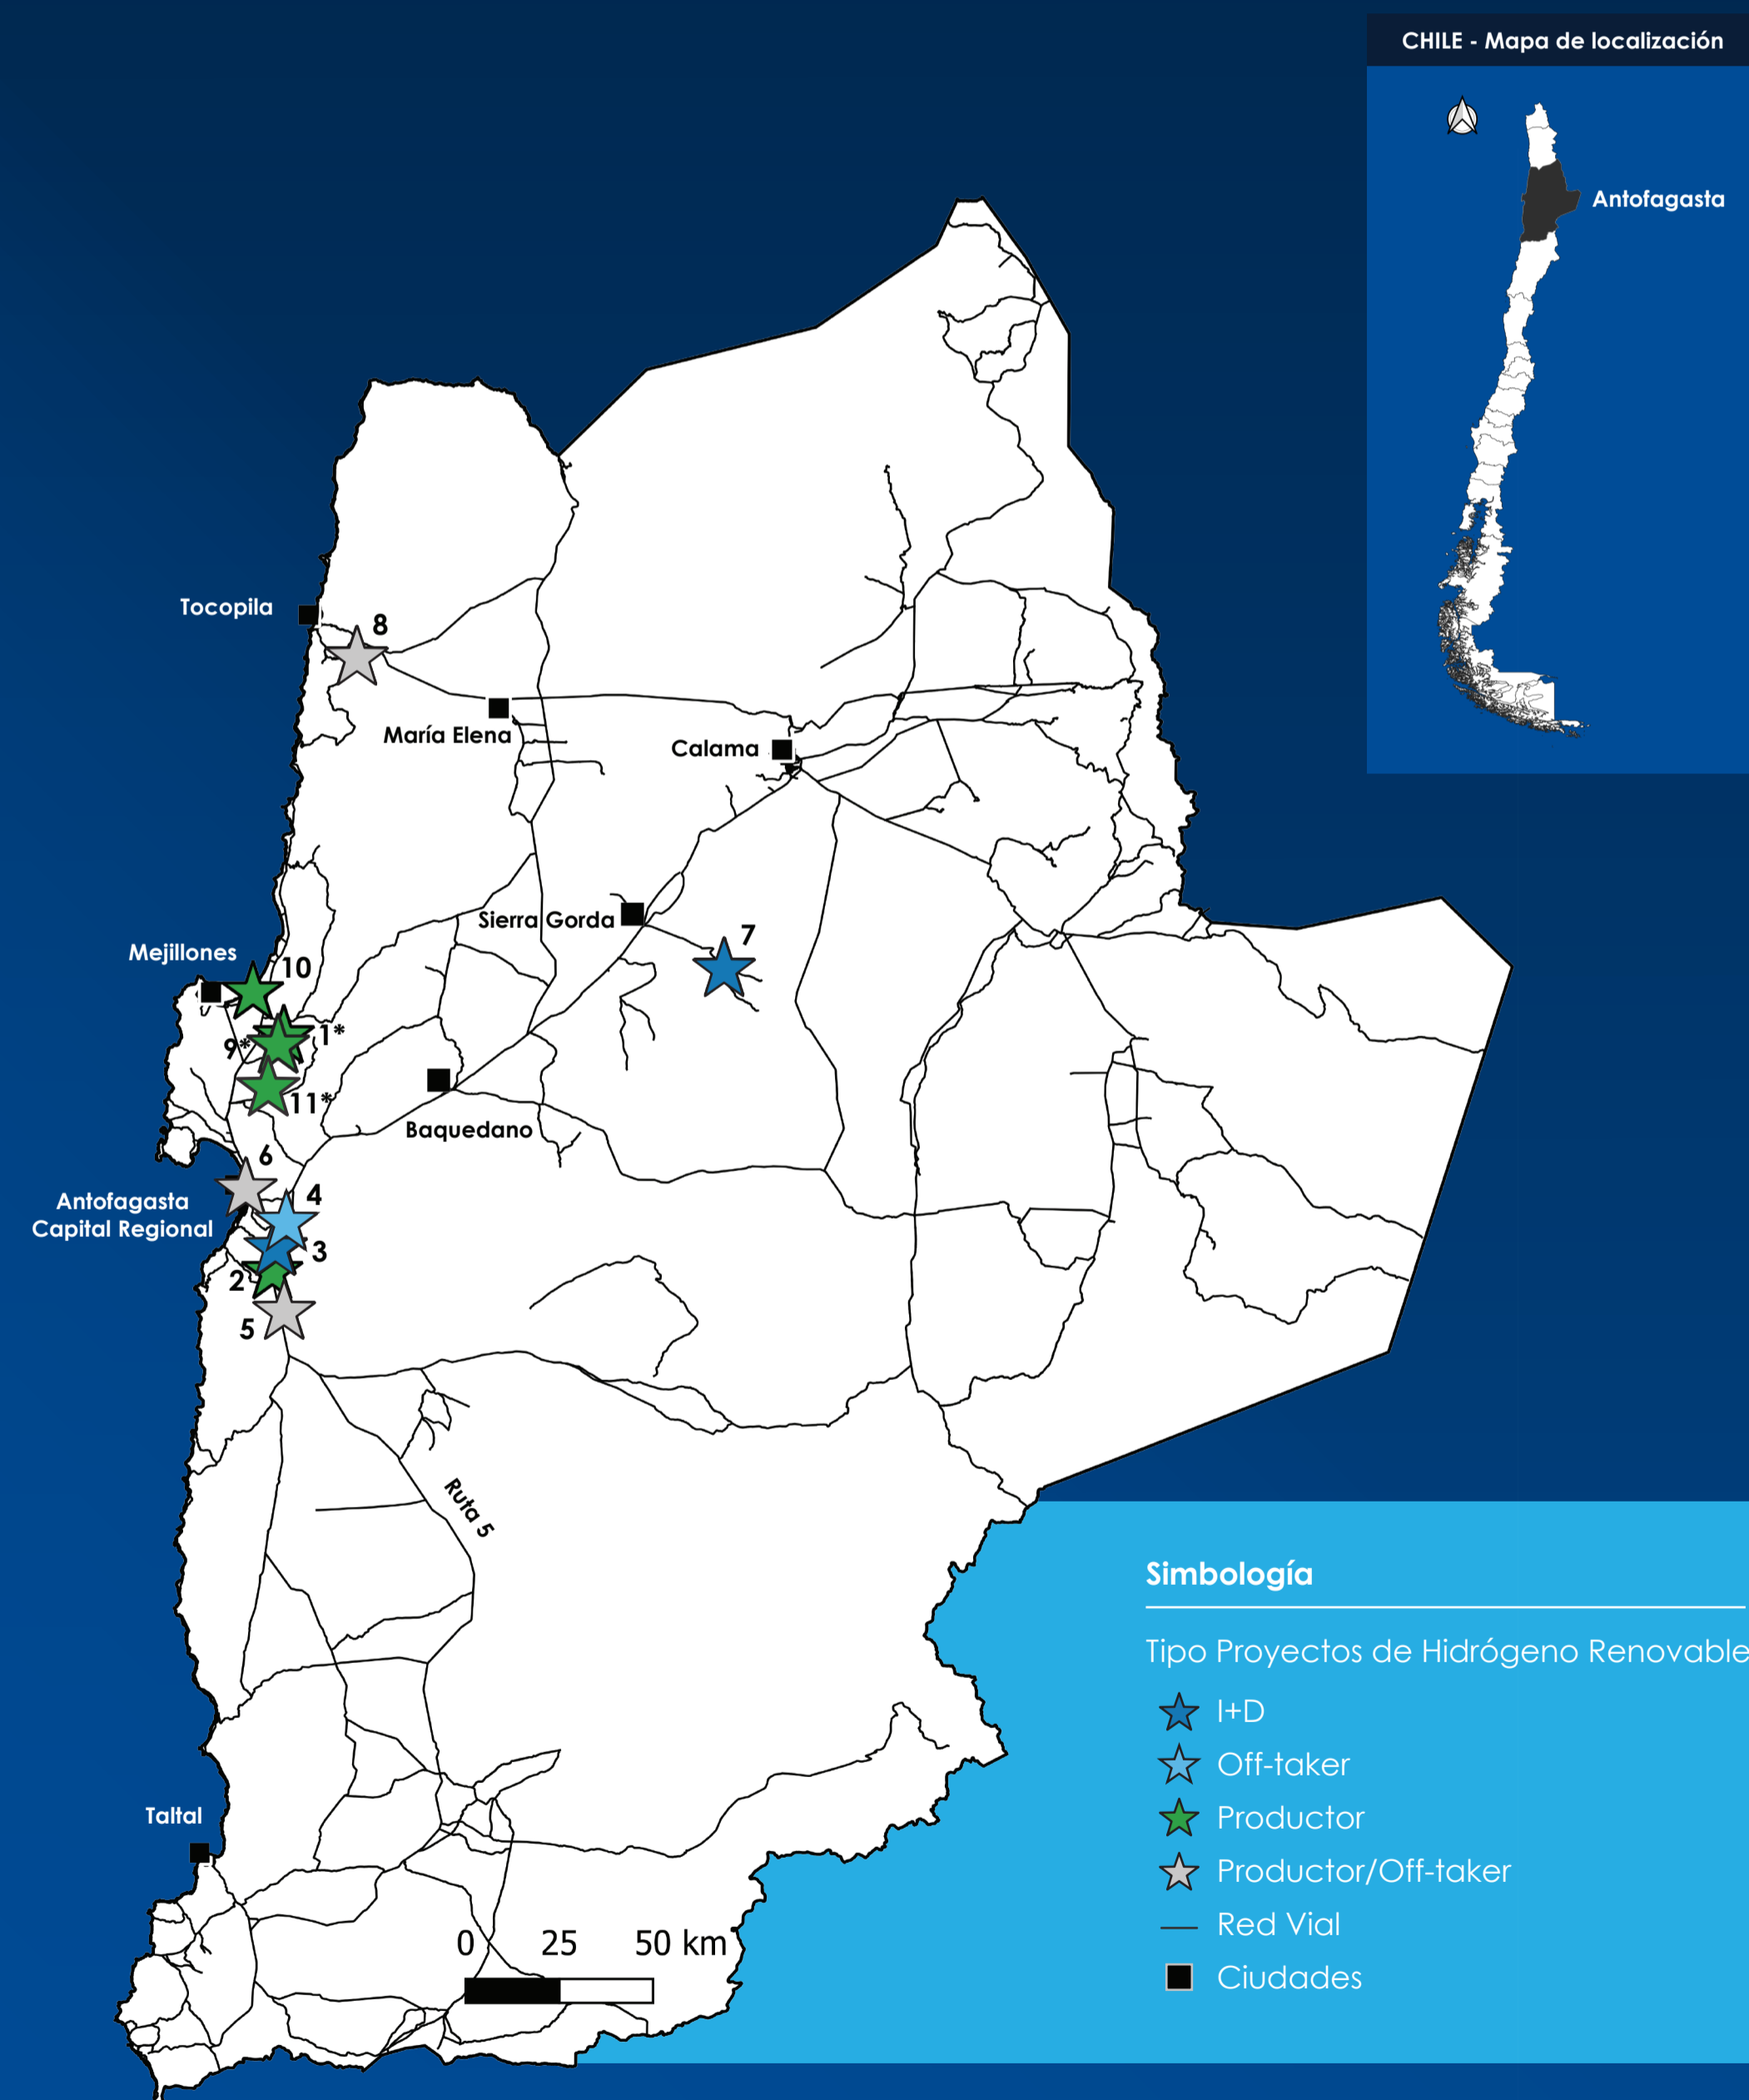 CHILE - Mapa de localización
Antofagasta
Tocopila
8
María Elena
Calama
Sierra Gorda
7
Mejillones
10
1*
9*
11*
Baquedano
6
Antofagasta
Capital Regional
4
3
2
5
Ruta 5
Taltal
0 25 50 km
Simbología
Tipo Proyectos de Hidrógeno Renovable
I+D
Off-taker
Productor
Productor/Off-taker
Red Vial
Ciudades